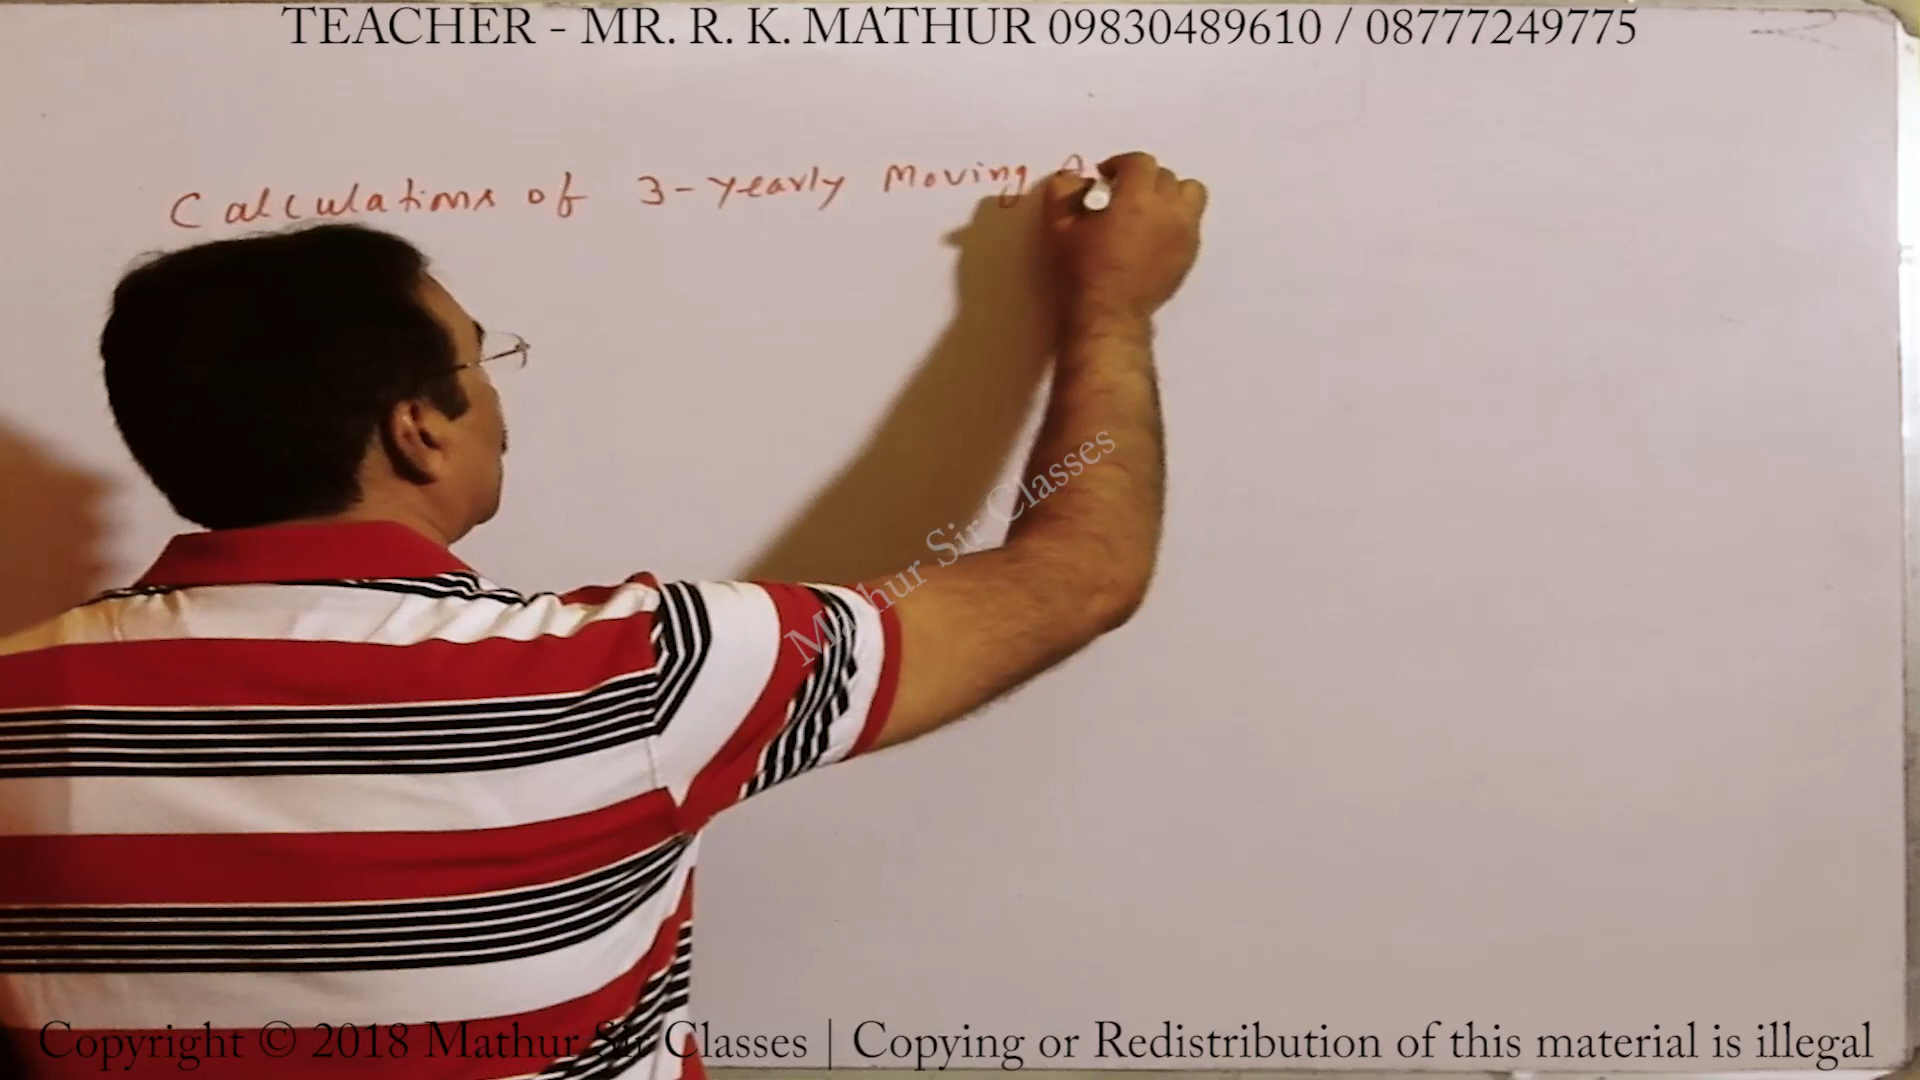 TEACHER - MR. R. K. MATHUR 09830489610 / 08777249775
Calculations of 3-yearly Moving
Mathur Sir Classes
Copyright © 2018 Mathur Sir Classes | Copying or Redistribution of this material is illegal